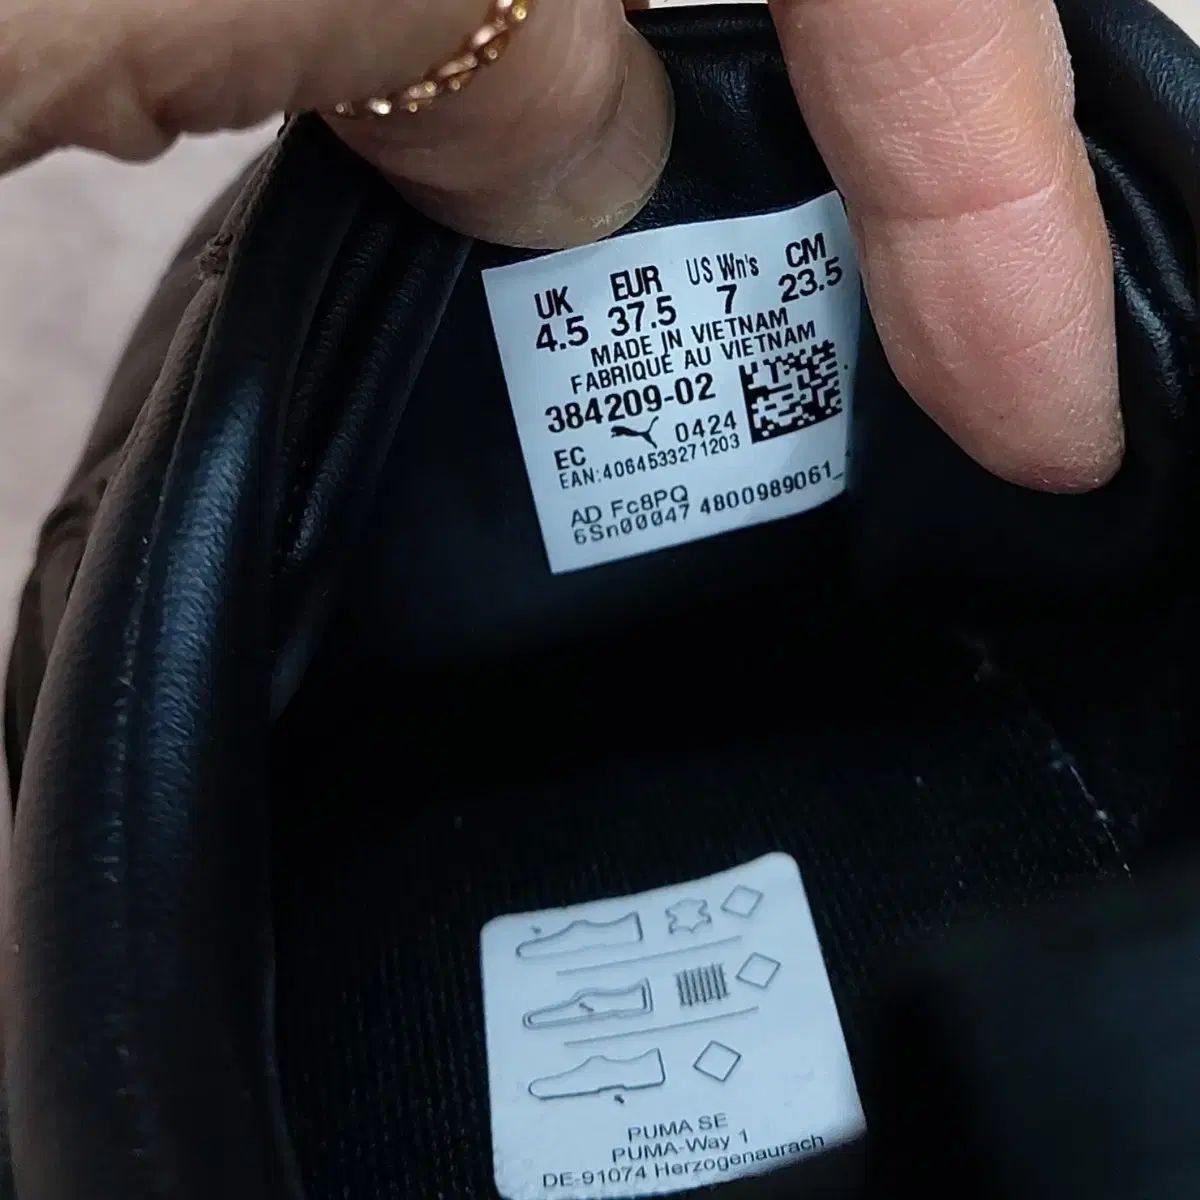 UK EUR US Wn's CM
4.5 37.5 7 23.5
MADE IN VIETNAM
FABRIQUE AU VIETNAM
384209-02
EC 0424
EAN:4064533271203
AD Fc8PQ
6Sn00047 4800989061_
PUMA SE
PUMA-Way 1
DE-91074 Herzogenaurach